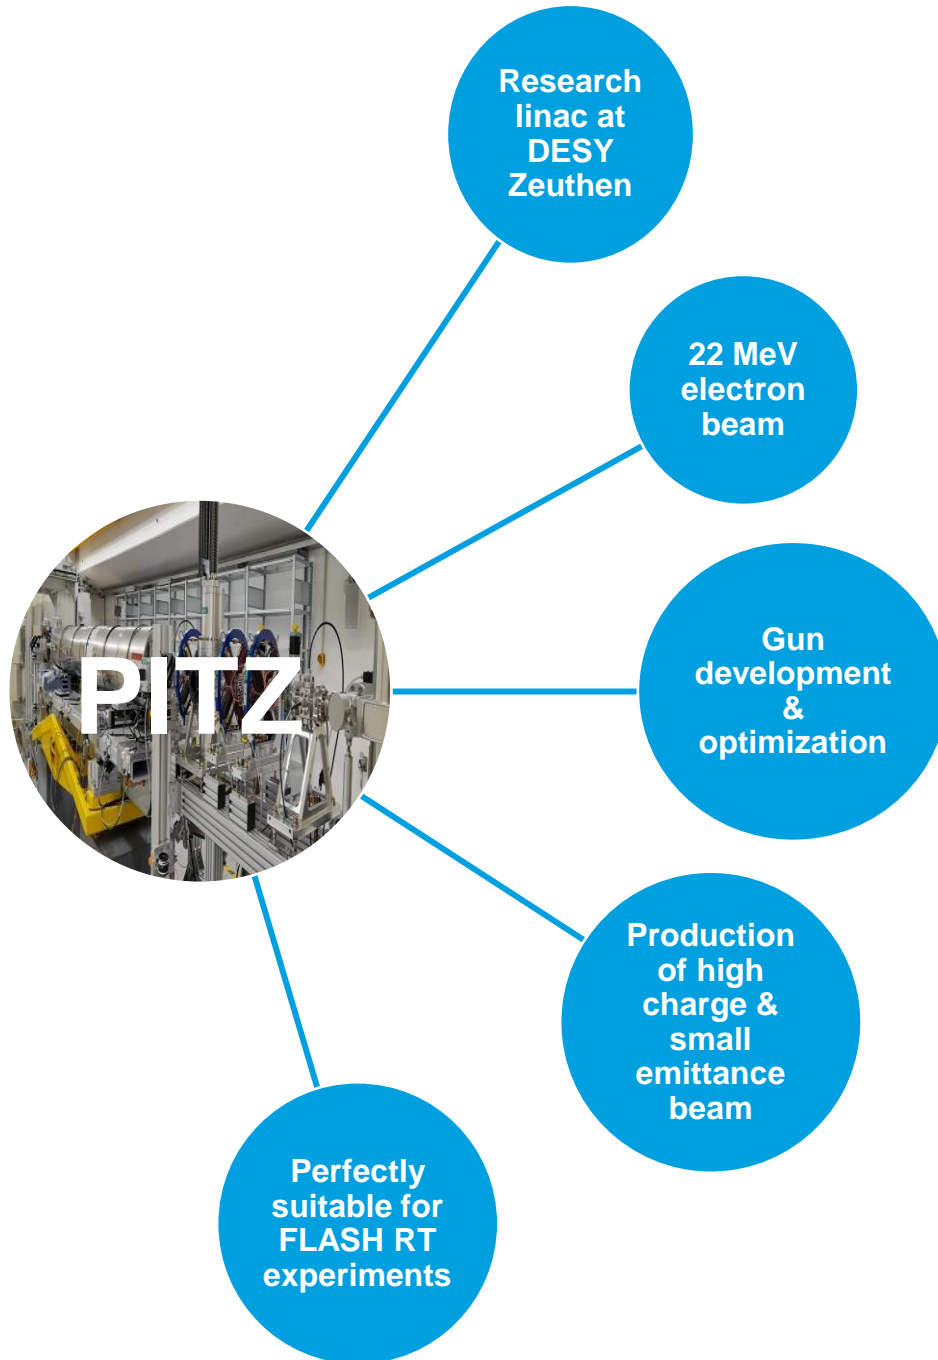 Research
linac at
DESY
Zeuthen
22 MeV
electron
beam
Gun
development
&
optimization
PITZ
Production
of high
charge &
small
emittance
beam
Perfectly
suitable for
FLASH RT
experiments